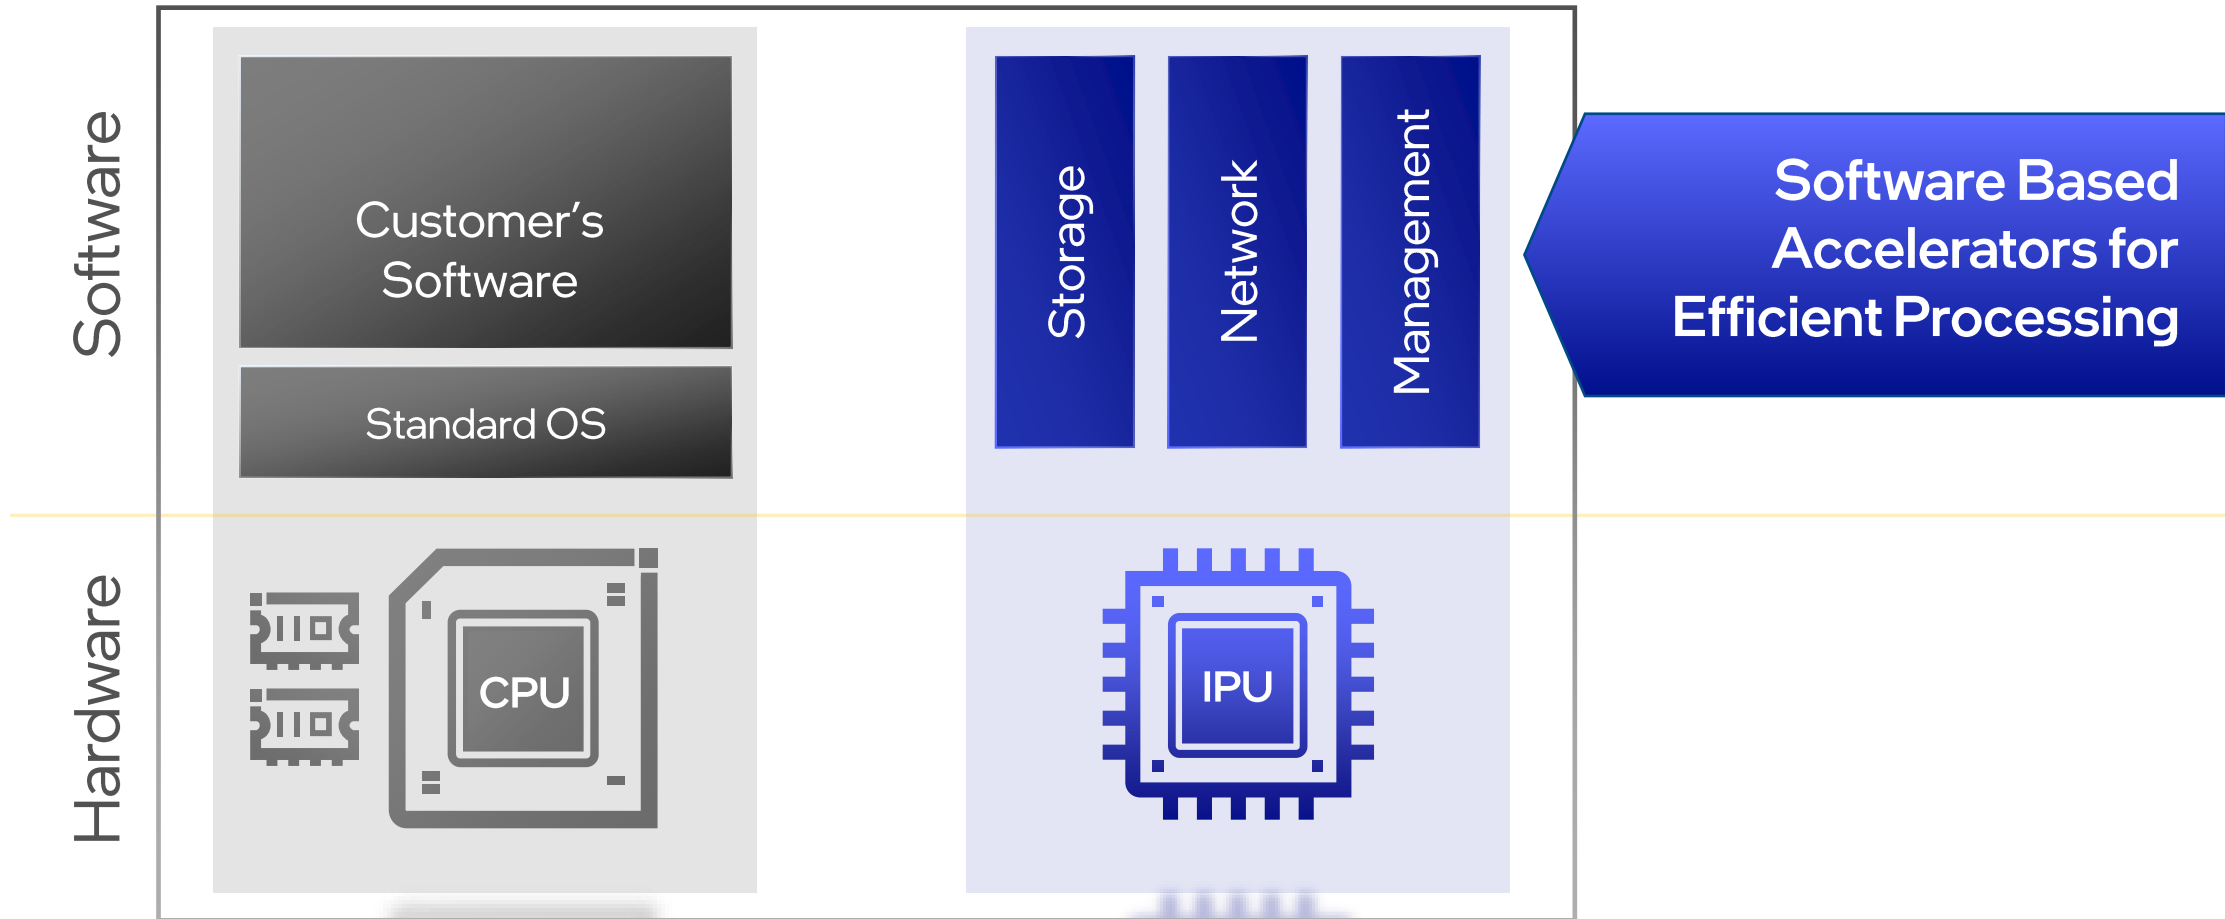 Software
Customer’s
Software
Standard OS
Storage
Network
Management
Software Based
Accelerators for
Efficient Processing
Hardware
CPU
IPU